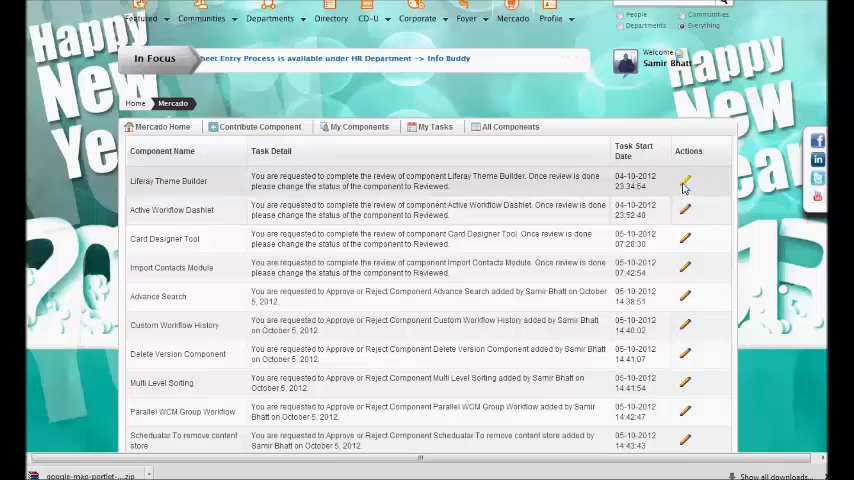 Featured
Communities
Departments
Directory
CD-U
Corporate
Foyer
Mercado
Profile
People
Communities
Departments
Everything
In Focus
heet Entry Process is available under HR Department -> Info Buddy
Welcome
Samir Bhatt
Happy
New
Year
Happy
New
Home
Mercado
Mercado Home
Contribute Component
My Components
My Tasks
All Components
Component Name
Task Detail
Task Start
Date
Actions
Liferay Theme Builder
You are requested to complete the review of component Liferay Theme Builder. Once review is done
please change the status of the component to Reviewed.
04-10-2012
23:34:54
Active Workflow Dashlet
You are requested to complete the review of component Active Workflow Dashlet. Once review is done
please change the status of the component to Reviewed.
04-10-2012
23:52:40
Card Designer Tool
You are requested to complete the review of component Card Designer Tool. Once review is done
please change the status of the component to Reviewed.
05-10-2012
07:28:30
Import Contacts Module
You are requested to complete the review of component Import Contacts Module. Once review is done
please change the status of the component to Reviewed.
05-10-2012
07:42:54
Advance Search
You are requested to Approve or Reject Component Advance Search added by Samir Bhatt on October
5, 2012.
05-10-2012
14:38:51
Custom Workflow History
You are requested to Approve or Reject Component Custom Workflow History added by Samir Bhatt
on October 5, 2012.
05-10-2012
14:40:02
Delete Version Component
You are requested to Approve or Reject Component Delete Version Component added by Samir Bhatt
on October 5, 2012.
05-10-2012
14:41:07
Multi Level Sorting
You are requested to Approve or Reject Component Multi Level Sorting added by Samir Bhatt on
October 5, 2012.
05-10-2012
14:41:54
Parallel WCM Group Workflow
You are requested to Approve or Reject Component Parallel WCM Group Workflow added by Samir
Bhatt on October 5, 2012.
05-10-2012
14:42:47
Schedualar To remove content
store
You are requested to Approve or Reject Component Schedualar To remove content store added by
Samir Bhatt on October 5, 2012.
05-10-2012
14:43:43
google-map-portlet-....zip
Show all downloads...